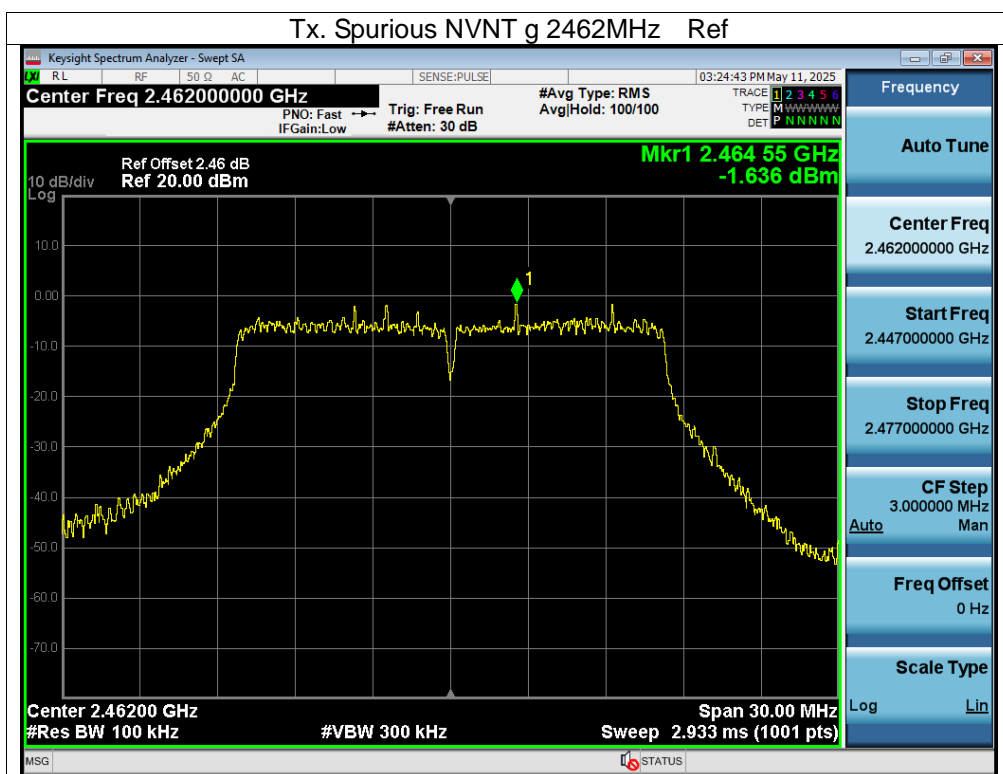 Tx. Spurious NVNT g 2462MHz Ref
Keysight Spectrum Analyzer - Swept SA
LXI RL RF 50 Ω AC SENSE:PULSE 03:24:43 PM May 11, 2025
Center Freq 2.462000000 GHz
PNO: Fast
IFGain:Low
Trig: Free Run
#Atten: 30 dB
#Avg Type: RMS
Avg|Hold: 100/100
TRACE 1 2 3 4 5 6
TYPE M WWWWW
DET P N N N N N
Ref Offset 2.46 dB
Ref 20.00 dBm
10 dB/div
Log
Mkr1 2.464 55 GHz
-1.636 dBm
1
10.0
0.00
-10.0
-20.0
-30.0
-40.0
-50.0
-60.0
-70.0
Center 2.46200 GHz
Span 30.00 MHz
#Res BW 100 kHz
#VBW 300 kHz
Sweep 2.933 ms (1001 pts)
MSG
STATUS
Frequency
Auto Tune
Center Freq
2.462000000 GHz
Start Freq
2.447000000 GHz
Stop Freq
2.477000000 GHz
CF Step
3.000000 MHz
Auto Man
Freq Offset
0 Hz
Scale Type
Log Lin